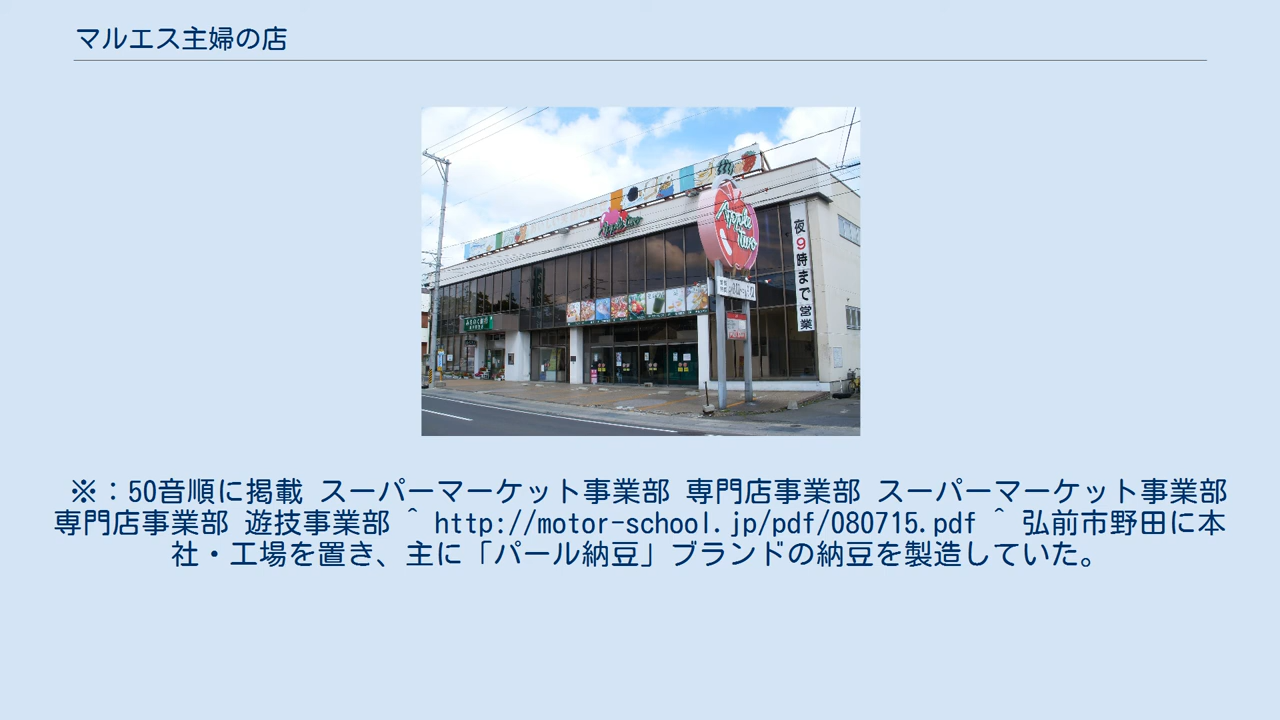 マルエス主婦の店
Apple
Apple
夜9時まで営業
※：50音順に掲載 スーパーマーケット事業部 専門店事業部 スーパーマーケット事業部
専門店事業部 遊技事業部 ^ http://motor-school.jp/pdf/080715.pdf ^ 弘前市野田に本
社・工場を置き、主に「パール納豆」ブランドの納豆を製造していた。